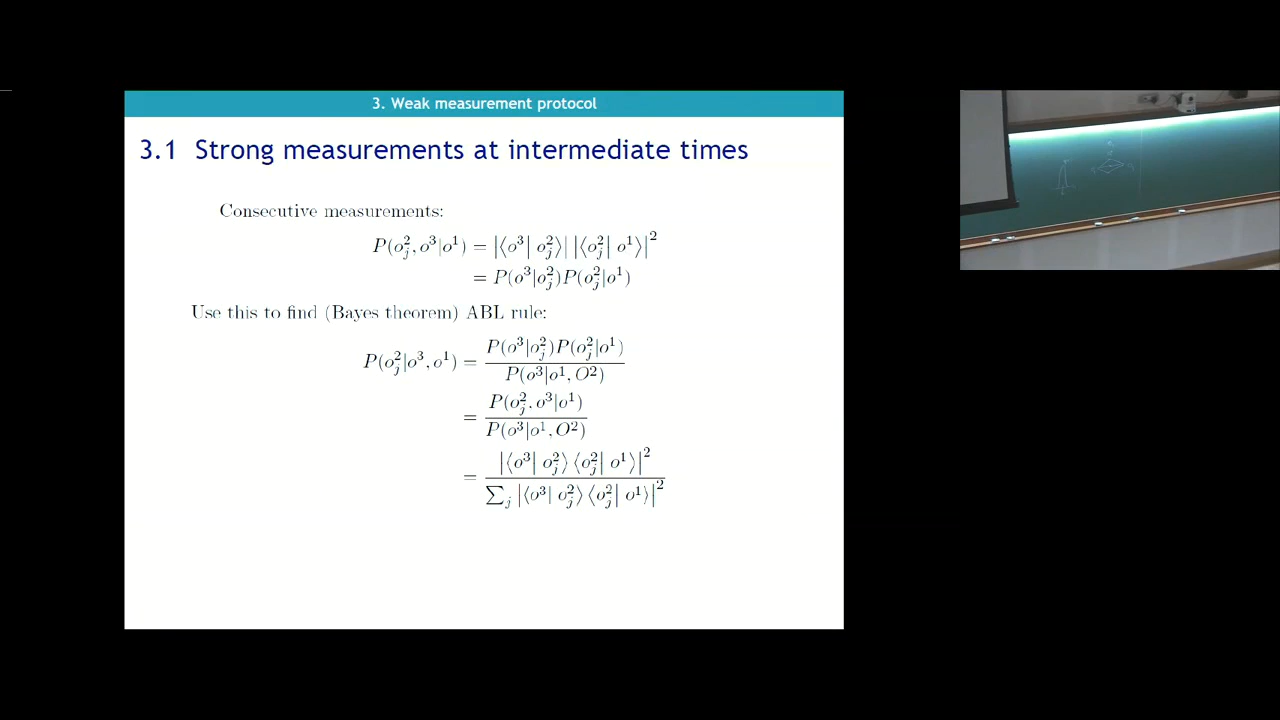 3. Weak measurement protocol
3.1 Strong measurements at intermediate times
Consecutive measurements:
P(o_j^2, o^3|o^1) = |⟨o^3| o_j^2⟩| |⟨o_j^2| o^1⟩|^2
= P(o^3|o_j^2)P(o_j^2|o^1)
Use this to find (Bayes theorem) ABL rule:
P(o_j^2|o^3, o^1) = P(o^3|o_j^2)P(o_j^2|o^1) / P(o^3|o^1, O^2)
= P(o_j^2, o^3|o^1) / P(o^3|o^1, O^2)
= |⟨o^3| o_j^2⟩ ⟨o_j^2| o^1⟩|^2 / ∑_j |⟨o^3| o_j^2⟩ ⟨o_j^2| o^1⟩|^2